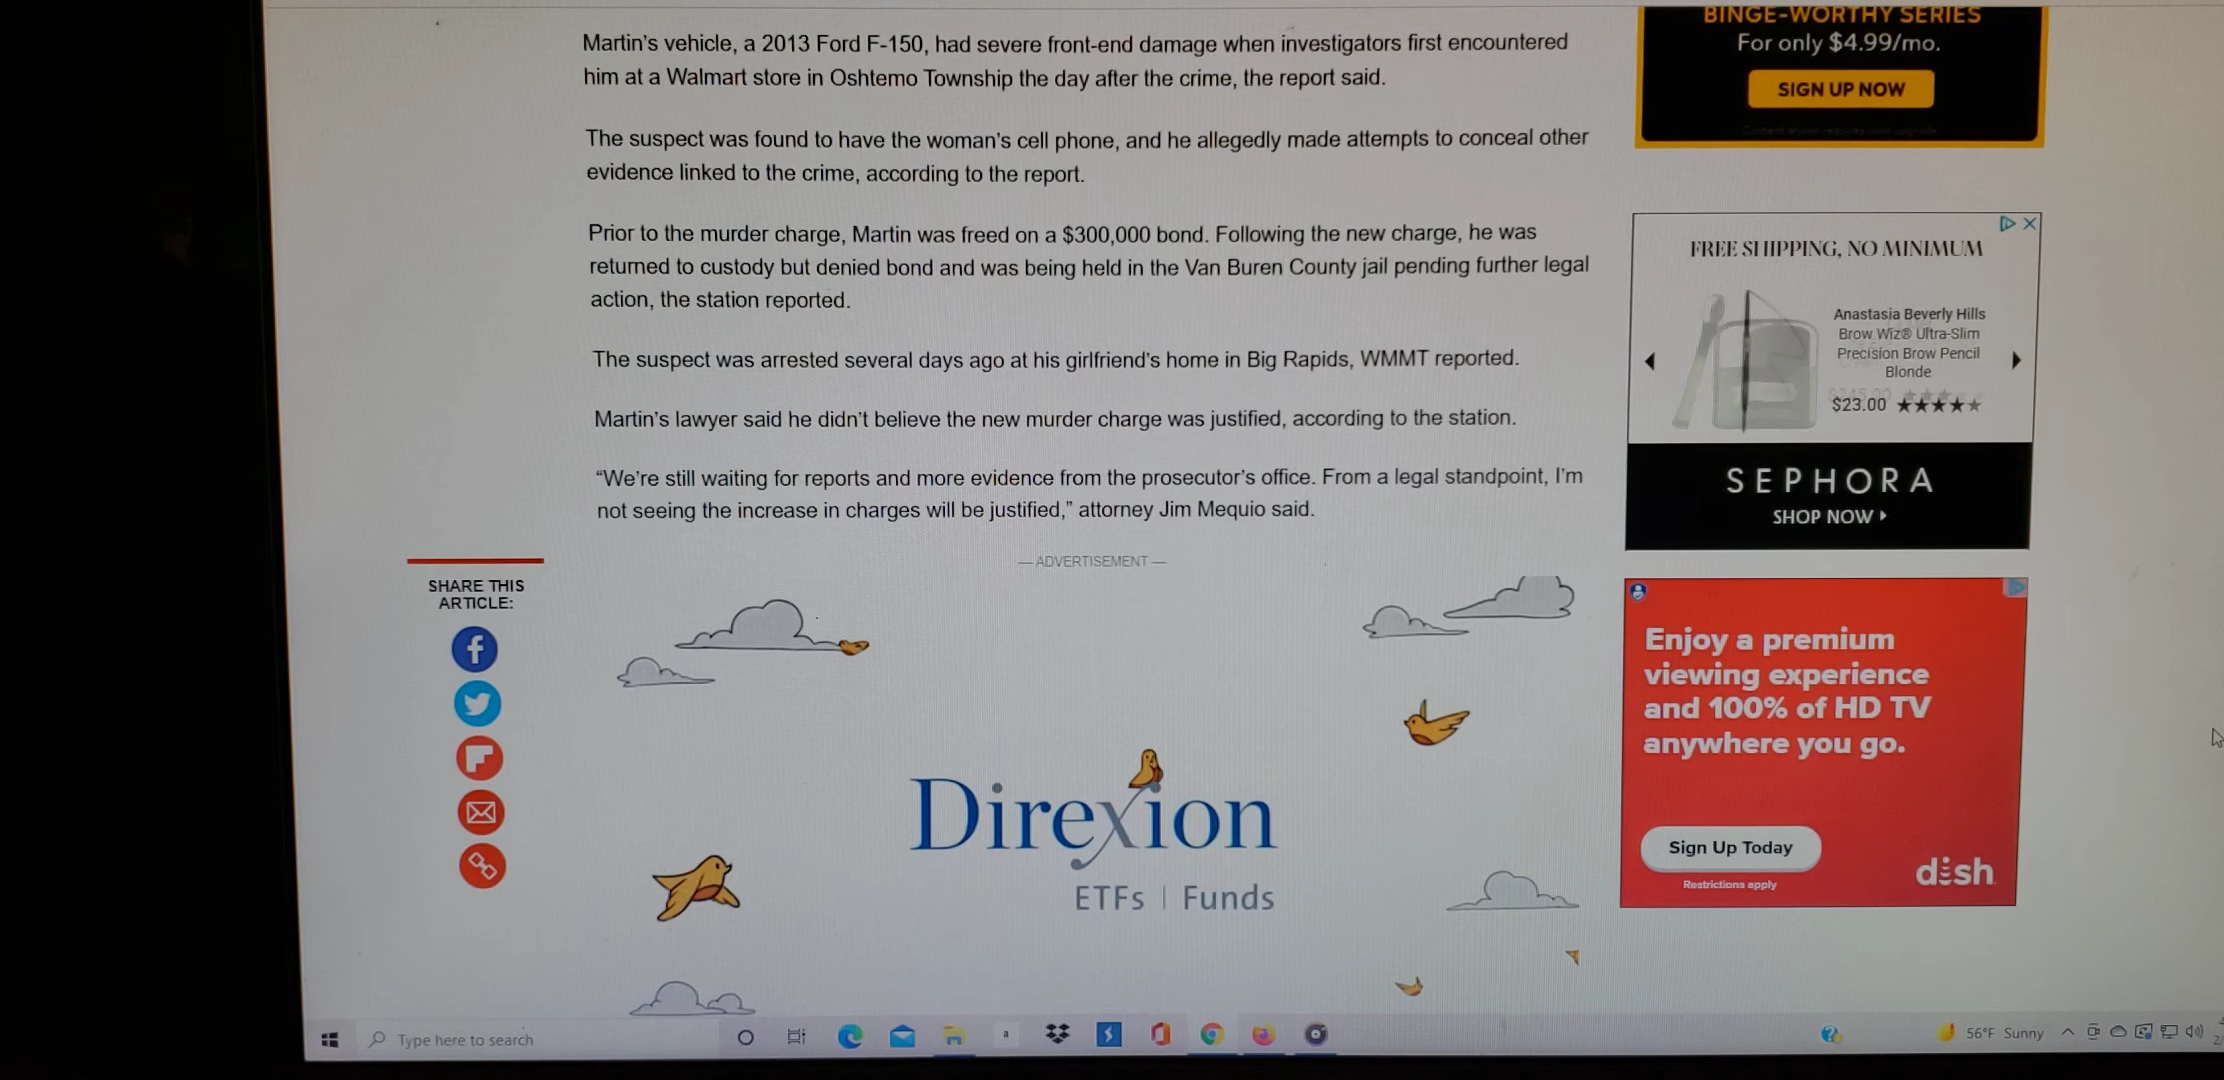 Martin's vehicle, a 2013 Ford F-150, had severe front-end damage when investigators first encountered
him at a Walmart store in Oshtemo Township the day after the crime, the report said.
The suspect was found to have the woman's cell phone, and he allegedly made attempts to conceal other
evidence linked to the crime, according to the report.
Prior to the murder charge, Martin was freed on a $300,000 bond. Following the new charge, he was
returned to custody but denied bond and was being held in the Van Buren County jail pending further legal
action, the station reported.
The suspect was arrested several days ago at his girlfriend's home in Big Rapids, WMMT reported.
Martin's lawyer said he didn't believe the new murder charge was justified, according to the station.
“We're still waiting for reports and more evidence from the prosecutor's office. From a legal standpoint, I'm
not seeing the increase in charges will be justified,” attorney Jim Mequio said.
— ADVERTISEMENT —
SHARE THIS
ARTICLE:
Direxion
ETFs | Funds
BINGE-WORTHY SERIES
For only $4.99/mo.
SIGN UP NOW
FREE SHIPPING, NO MINIMUM
Anastasia Beverly Hills
Brow Wiz® Ultra-Slim
Precision Brow Pencil
Blonde
$23.00
SEPHORA
SHOP NOW
Enjoy a premium
viewing experience
and 100% of HD TV
anywhere you go.
Sign Up Today
Restrictions apply
dish
Type here to search
a
56°F Sunny